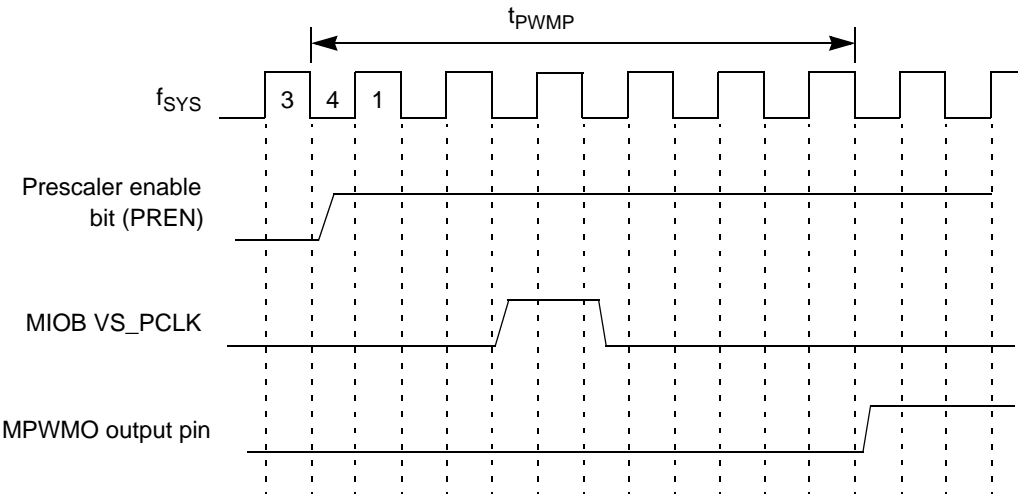 tPWMP
fSYS
3 4 1
Prescaler enable
bit (PREN)
MIOB VS_PCLK
MPWMO output pin